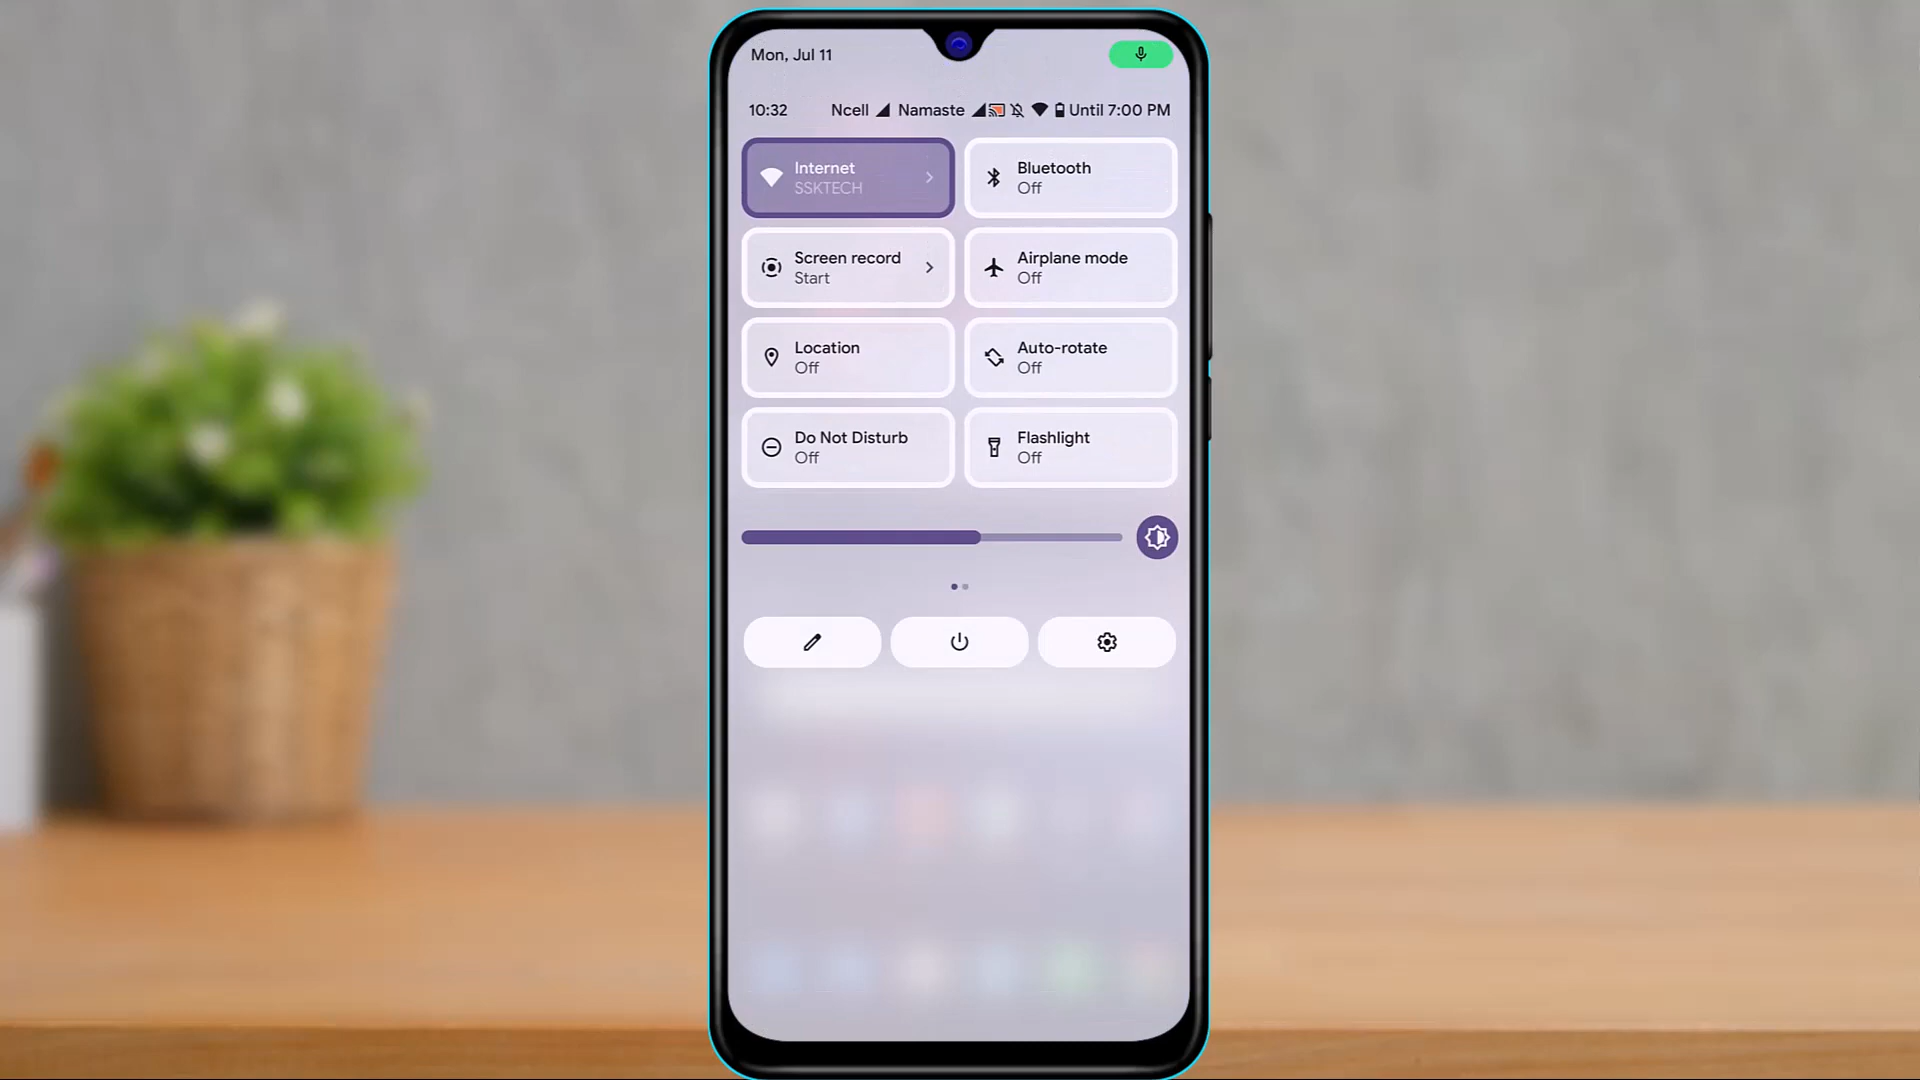 Mon, Jul 11
10:32 Ncell Namaste Until 7:00 PM
Internet
SSKTECH
Bluetooth
Off
Screen record
Start
Airplane mode
Off
Location
Off
Auto-rotate
Off
Do Not Disturb
Off
Flashlight
Off